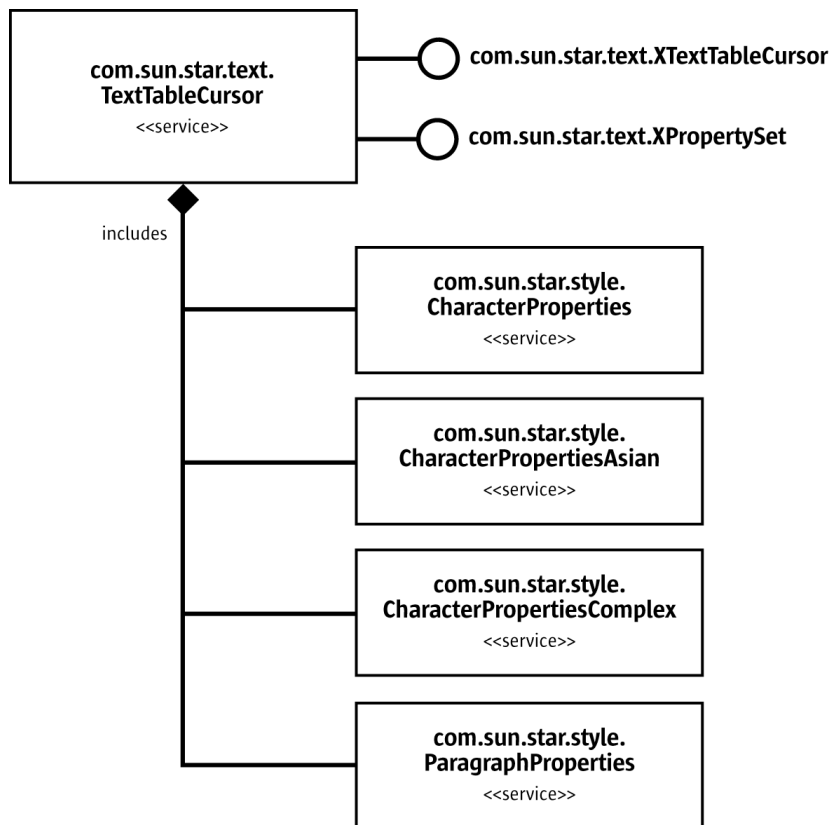 com.sun.star.text.
TextTableCursor
<<service>>
com.sun.star.text.XTextTableCursor
com.sun.star.text.XPropertySet
includes
com.sun.star.style.
CharacterProperties
<<service>>
com.sun.star.style.
CharacterPropertiesAsian
<<service>>
com.sun.star.style.
CharacterPropertiesComplex
<<service>>
com.sun.star.style.
ParagraphProperties
<<service>>